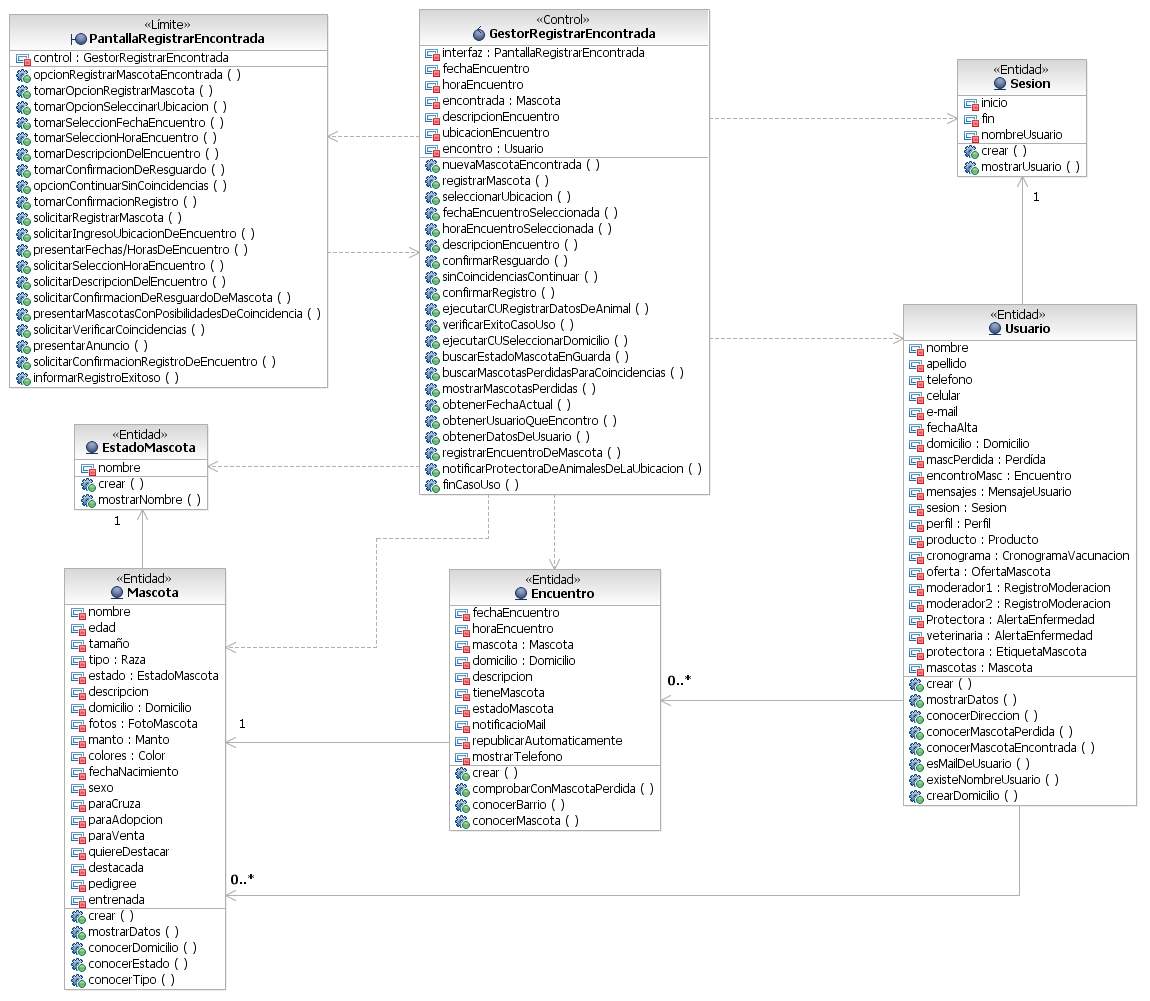 «Límite»
PantallaRegistrarEncontrada
control : GestorRegistrarEncontrada
opcionRegistrarMascotaEncontrada ( )
tomarOpcionRegistrarMascota ( )
tomarOpcionSeleccinarUbicacion ( )
tomarSeleccionFechaEncuentro ( )
tomarSeleccionHoraEncuentro ( )
tomarDescripcionDelEncuentro ( )
tomarConfirmacionDeResguardo ( )
opcionContinuarSinCoincidencias ( )
tomarConfirmacionRegistro ( )
solicitarRegistrarMascota ( )
solicitarIngresoUbicacionDeEncuentro ( )
presentarFechas/HorasDeEncuentro ( )
solicitarSeleccionHoraEncuentro ( )
solicitarDescripcionDelEncuentro ( )
solicitarConfirmacionDeResguardoDeMascota ( )
presentarMascotasConPosibilidadesDeCoincidencia ( )
solicitarVerificarCoincidencias ( )
presentarAnuncio ( )
solicitarConfirmacionRegistroDeEncuentro ( )
informarRegistroExitoso ( )
«Control»
GestorRegistrarEncontrada
interfaz : PantallaRegistrarEncontrada
fechaEncuentro
horaEncuentro
encontrada : Mascota
descripcionEncuentro
ubicacionEncuentro
encontro : Usuario
nuevaMascotaEncontrada ( )
registrarMascota ( )
seleccionarUbicacion ( )
fechaEncuentroSeleccionada ( )
horaEncuentroSeleccionada ( )
descripcionEncuentro ( )
confirmarResguardo ( )
sinCoincidenciasContinuar ( )
confirmarRegistro ( )
ejecutarCURegistrarDatosDeAnimal ( )
verificarExitoCasoUso ( )
ejecutarCUSeleccionarDomicilio ( )
buscarEstadoMascotaEnGuarda ( )
buscarMascotasPerdidasParaCoincidencias ( )
mostrarMascotasPerdidas ( )
obtenerFechaActual ( )
obtenerUsuarioQueEncontro ( )
obtenerDatosDeUsuario ( )
registrarEncuentroDeMascota ( )
notificarProtectoraDeAnimalesDeLaUbicacion ( )
finCasoUso ( )
«Entidad»
Sesion
inicio
fin
nombreUsuario
crear ( )
mostrarUsuario ( )
1
«Entidad»
Usuario
nombre
apellido
telefono
celular
e-mail
fechaAlta
domicilio : Domicilio
mascPerdida : Perdída
encontroMasc : Encuentro
mensajes : MensajeUsuario
sesion : Sesion
perfil : Perfil
producto : Producto
cronograma : CronogramaVacunacion
oferta : OfertaMascota
moderador1 : RegistroModeracion
moderador2 : RegistroModeracion
Protectora : AlertaEnfermedad
veterinaria : AlertaEnfermedad
protectora : EtiquetaMascota
mascotas : Mascota
crear ( )
mostrarDatos ( )
conocerDireccion ( )
conocerMascotaPerdida ( )
conocerMascotaEncontrada ( )
esMailDeUsuario ( )
existeNombreUsuario ( )
crearDomicilio ( )
«Entidad»
EstadoMascota
nombre
crear ( )
mostrarNombre ( )
1
«Entidad»
Mascota
nombre
edad
tamaño
tipo : Raza
estado : EstadoMascota
descripcion
domicilio : Domicilio
fotos : FotoMascota
manto : Manto
colores : Color
fechaNacimiento
sexo
paraCruza
paraAdopcion
paraVenta
quiereDestacar
destacada
pedigree
entrenada
crear ( )
mostrarDatos ( )
conocerDomicilio ( )
conocerEstado ( )
conocerTipo ( )
1
0..*
«Entidad»
Encuentro
fechaEncuentro
horaEncuentro
mascota : Mascota
domicilio : Domicilio
descripcion
tieneMascota
estadoMascota
notificacioMail
republicarAutomaticamente
mostrarTelefono
crear ( )
comprobarConMascotaPerdida ( )
conocerBarrio ( )
conocerMascota ( )
0..*